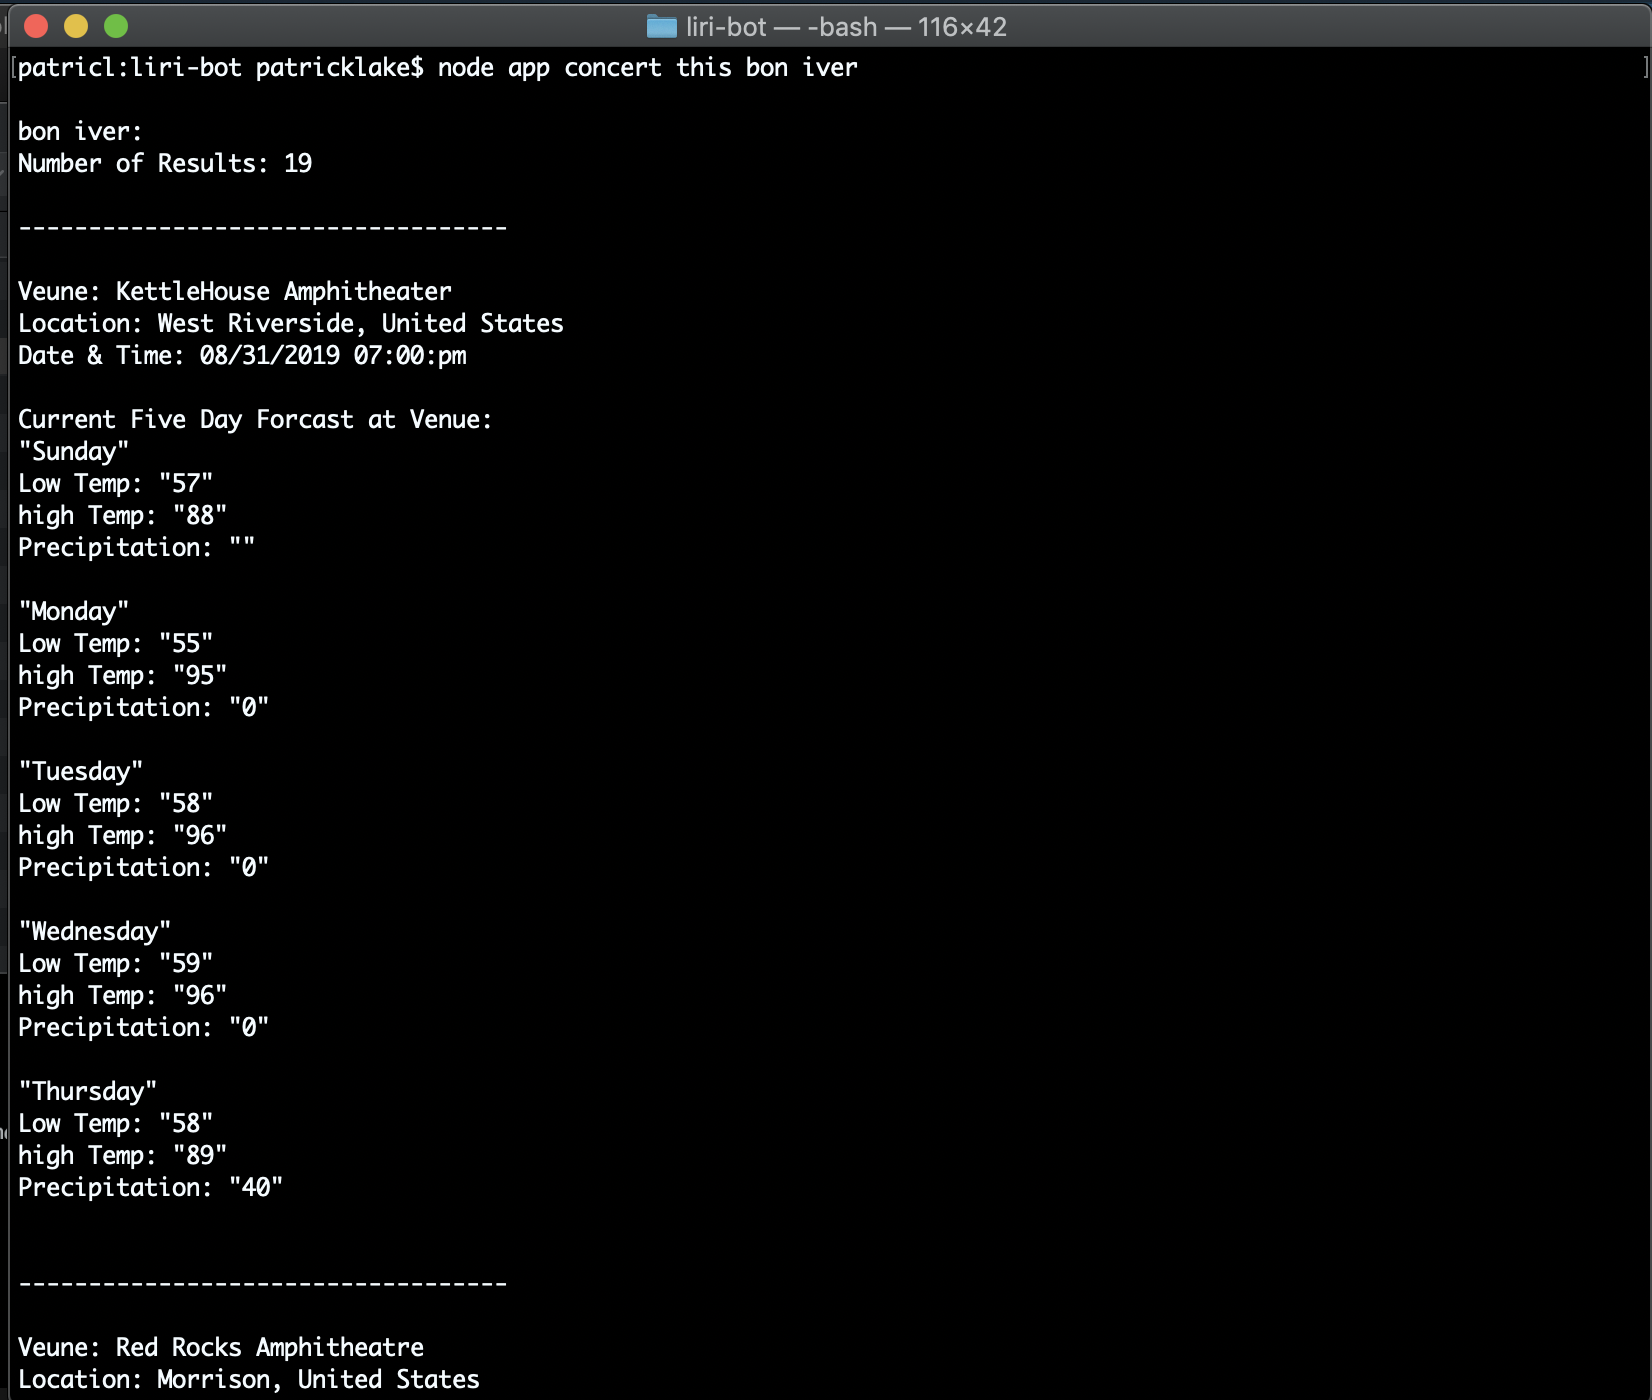 liri-bot — -bash — 116×42
patricl:liri-bot patricklake$ node app concert this bon iver
bon iver:
Number of Results: 19
-----------------------------------
Veune: KettleHouse Amphitheater
Location: West Riverside, United States
Date & Time: 08/31/2019 07:00:pm
Current Five Day Forcast at Venue:
"Sunday"
Low Temp: "57"
high Temp: "88"
Precipitation: ""
"Monday"
Low Temp: "55"
high Temp: "95"
Precipitation: "0"
"Tuesday"
Low Temp: "58"
high Temp: "96"
Precipitation: "0"
"Wednesday"
Low Temp: "59"
high Temp: "96"
Precipitation: "0"
"Thursday"
Low Temp: "58"
high Temp: "89"
Precipitation: "40"
-----------------------------------
Veune: Red Rocks Amphitheatre
Location: Morrison, United States